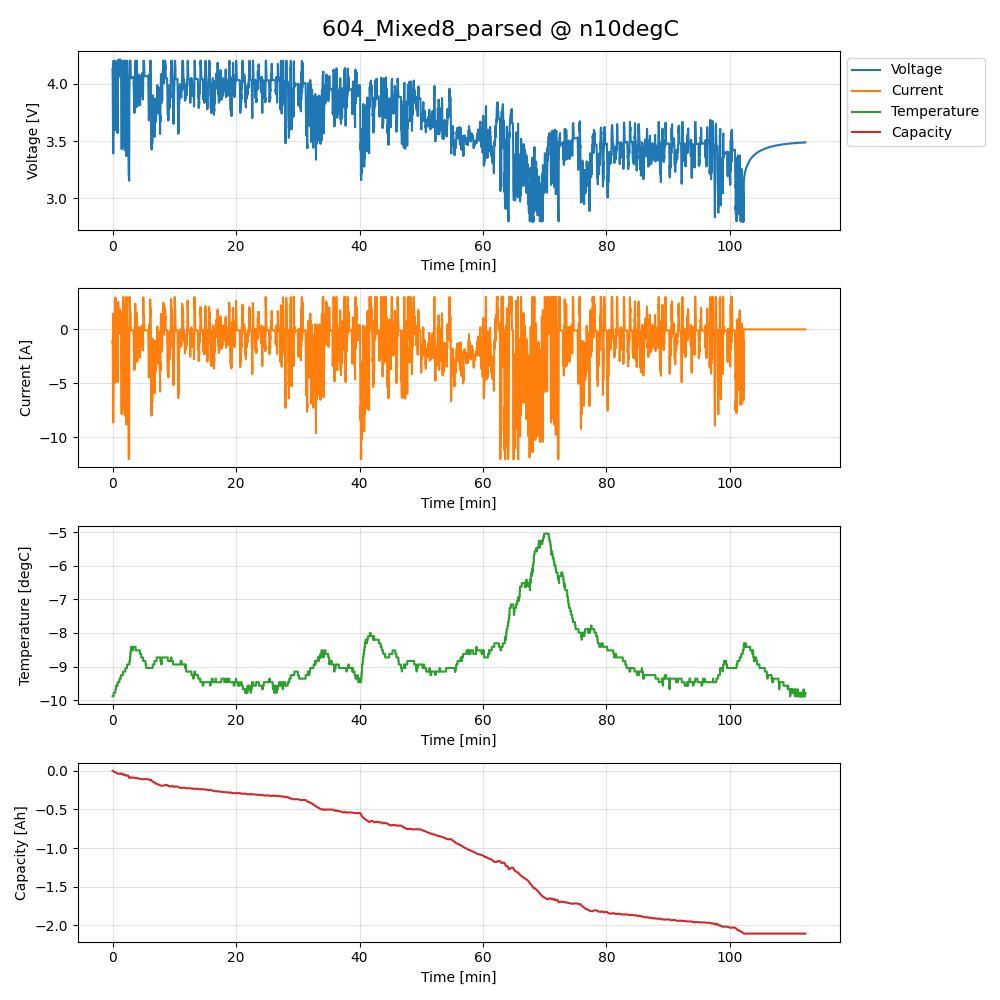 604_Mixed8_parsed @ n10degC
Voltage [V]
4.0
3.5
3.0
0 20 40 60 80 100
Time [min]
Voltage
Current
Temperature
Capacity
Current [A]
0
−5
−10
0 20 40 60 80 100
Time [min]
Temperature [degC]
−5
−6
−7
−8
−9
−10
0 20 40 60 80 100
Time [min]
Capacity [Ah]
0.0
−0.5
−1.0
−1.5
−2.0
0 20 40 60 80 100
Time [min]